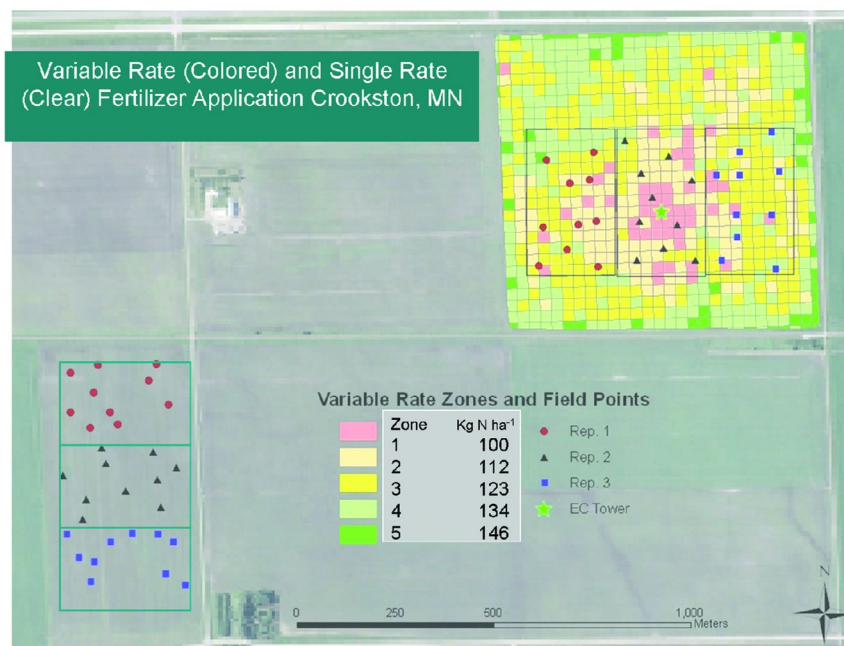 Variable Rate (Colored) and Single Rate
(Clear) Fertilizer Application Crookston, MN
Variable Rate Zones and Field Points
Zone Kg N ha⁻¹
1 100
2 112
3 123
4 134
5 146
Rep. 1
Rep. 2
Rep. 3
EC Tower
N
0 250 500 1,000
Meters